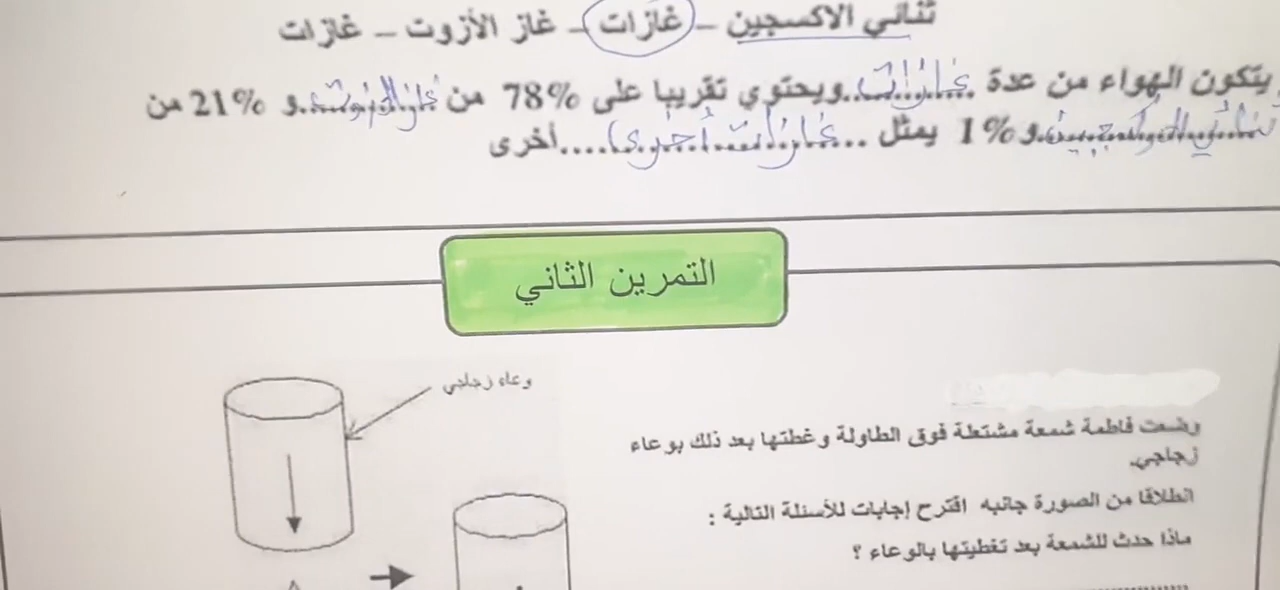 ثنائي الاكسجين – غازات – غاز الأزوت – غازات
يتكون الهواء من عدة ...غازات...ويحتوي تقريبا على 78% من غاز الازوت...و 21% من
ثنائي الاكسجين...و1% يمثل ...غازات أخرى.....أخرى
التمرين الثاني
وعاء زجاجي
وضعت فاطمة شمعة مشتعلة فوق الطاولة وغطتها بعد ذلك بوعاء
زجاجي.
انطلاقا من الصورة جانبه اقترح إجابات للأسئلة التالية :
ماذا حدث للشمعة بعد تغطيتها بالوعاء ؟